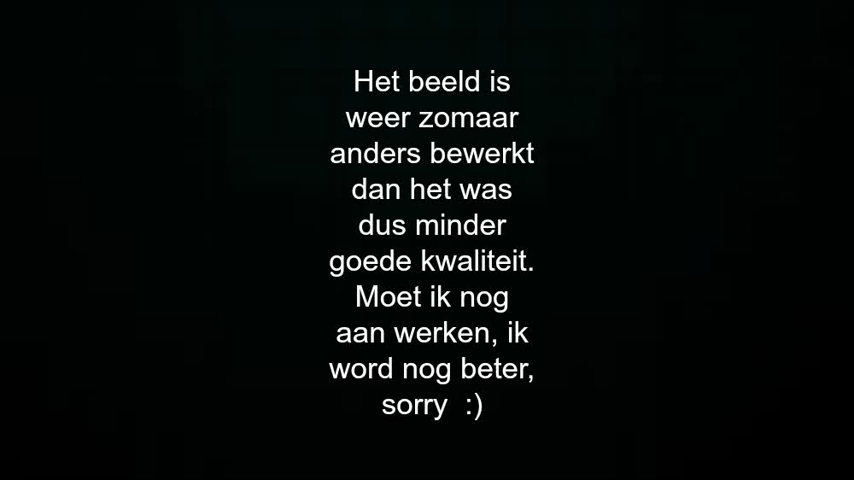 Het beeld is
weer zomaar
anders bewerkt
dan het was
dus minder
goede kwaliteit.
Moet ik nog
aan werken, ik
word nog beter,
sorry  :)